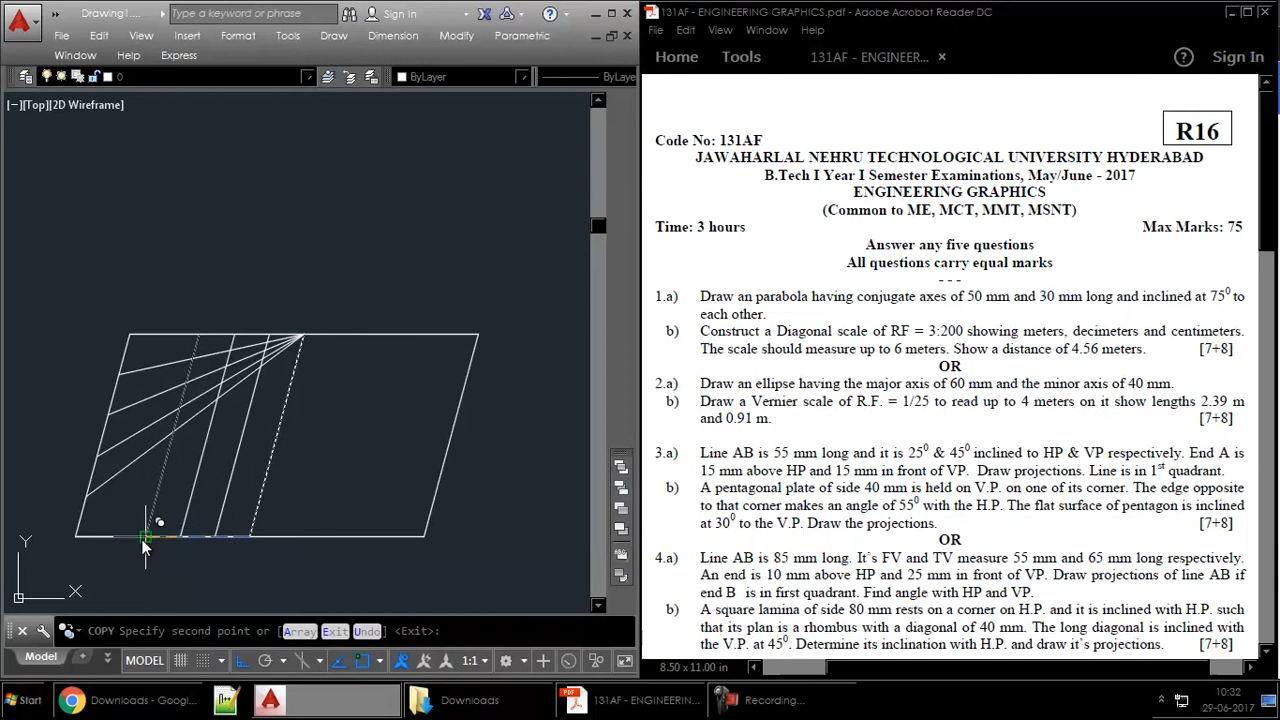 Drawing1....
Type a keyword or phrase
Sign In
File
Edit
View
Insert
Format
Tools
Draw
Dimension
Modify
Parametric
Window
Help
0
ByLayer
ByLaye
[−][Top][2D Wireframe]
Y
X
COPY Specify second point or [Array Exit Undo] <Exit>:
Model
MODEL
1:1
131AF - ENGINEERING GRAPHICS.pdf - Adobe Acrobat Reader DC
File Edit View Window Help
Home
Tools
131AF - ENGINEER...
Sign In
R16
Code No: 131AF
JAWAHARLAL NEHRU TECHNOLOGICAL UNIVERSITY HYDERABAD
B.Tech I Year I Semester Examinations, May/June - 2017
ENGINEERING GRAPHICS
(Common to ME, MCT, MMT, MSNT)
Time: 3 hours Max Marks: 75
Answer any five questions
All questions carry equal marks
- - -
1.a) Draw an parabola having conjugate axes of 50 mm and 30 mm long and inclined at 75⁰ to
each other.
b) Construct a Diagonal scale of RF = 3:200 showing meters, decimeters and centimeters.
The scale should measure up to 6 meters. Show a distance of 4.56 meters. [7+8]
OR
2.a) Draw an ellipse having the major axis of 60 mm and the minor axis of 40 mm.
b) Draw a Vernier scale of R.F. = 1/25 to read up to 4 meters on it show lengths 2.39 m
and 0.91 m. [7+8]
3.a) Line AB is 55 mm long and it is 25⁰ & 45⁰ inclined to HP & VP respectively. End A is
15 mm above HP and 15 mm in front of VP. Draw projections. Line is in 1st quadrant.
b) A pentagonal plate of side 40 mm is held on V.P. on one of its corner. The edge opposite
to that corner makes an angle of 55⁰ with the H.P. The flat surface of pentagon is inclined
at 30⁰ to the V.P. Draw the projections. [7+8]
OR
4.a) Line AB is 85 mm long. It's FV and TV measure 55 mm and 65 mm long respectively.
An end is 10 mm above HP and 25 mm in front of VP. Draw projections of line AB if
end B is in first quadrant. Find angle with HP and VP.
b) A square lamina of side 80 mm rests on a corner on H.P. and it is inclined with H.P. such
that its plan is a rhombus with a diagonal of 40 mm. The long diagonal is inclined with
the V.P. at 45⁰. Determine its inclination with H.P. and draw it's projections. [7+8]
8.50 x 11.00 in
Start
Downloads - Googl...
Downloads
131AF - ENGINEERIN...
Recording...
10:32
29-06-2017